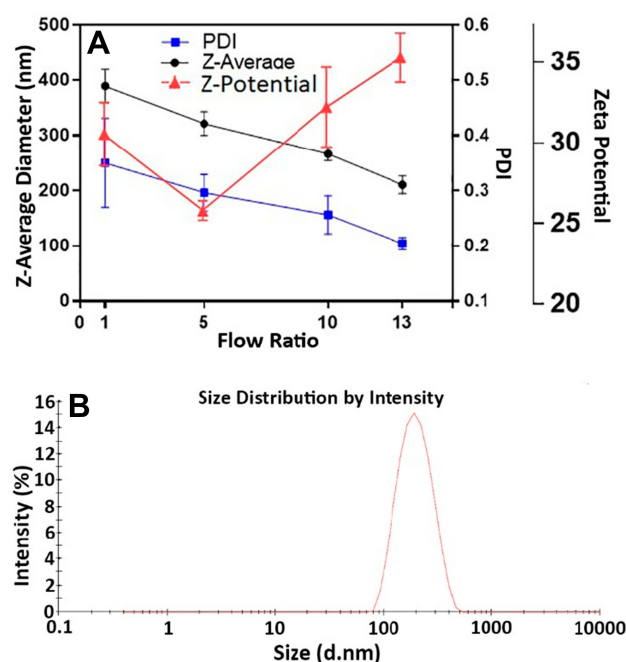 A
PDI
Z-Average
Z-Potential
500
400
300
200
100
0
Z-Average Diameter (nm)
0.6
0.5
0.4
0.3
0.2
0.1
PDI
35
30
25
20
Zeta Potential
0 1 5 10 13
Flow Ratio
B
Size Distribution by Intensity
16
14
12
10
8
6
4
2
0
Intensity (%)
0.1 1 10 100 1000 10000
Size (d.nm)